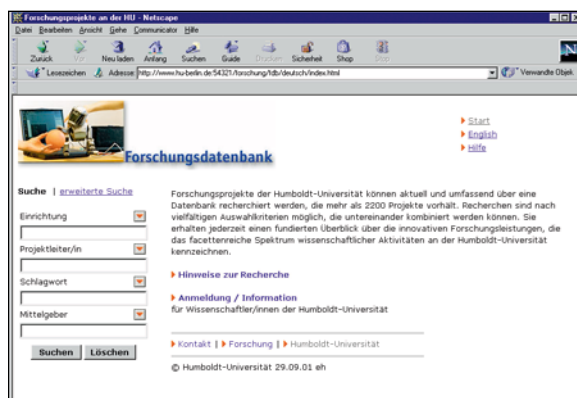 Forschungsprojekte an der HU - Netscape
Datei Bearbeiten Ansicht Gehe Communicator Hilfe
Zurück Vor Neu laden Anfang Suchen Guide Drucken Sicherheit Shop Stop
Lesezeichen Adresse http://www.hu-berlin.de:54321/forschung/fdb/deutsch/index.html Verwandte Objek
Forschungsdatenbank
Start
English
Hilfe
Suche | erweiterte Suche
Einrichtung
Projektleiter/in
Schlagwort
Mittelgeber
Suchen Löschen
Forschungsprojekte der Humboldt-Universität können aktuell und umfassend über eine
Datenbank recherchiert werden, die mehr als 2200 Projekte vorhält. Recherchen sind nach
vielfältigen Auswahlkriterien möglich, die untereinander kombiniert werden können. Sie
erhalten jederzeit einen fundierten Überblick über die innovativen Forschungsleistungen, die
das facettenreiche Spektrum wissenschaftlicher Aktivitäten an der Humboldt-Universität
kennzeichnen.
Hinweise zur Recherche
Anmeldung / Information
für Wissenschaftler/innen der Humboldt-Universität
Kontakt | Forschung | Humboldt-Universität
© Humboldt-Universität 29.09.01 eh